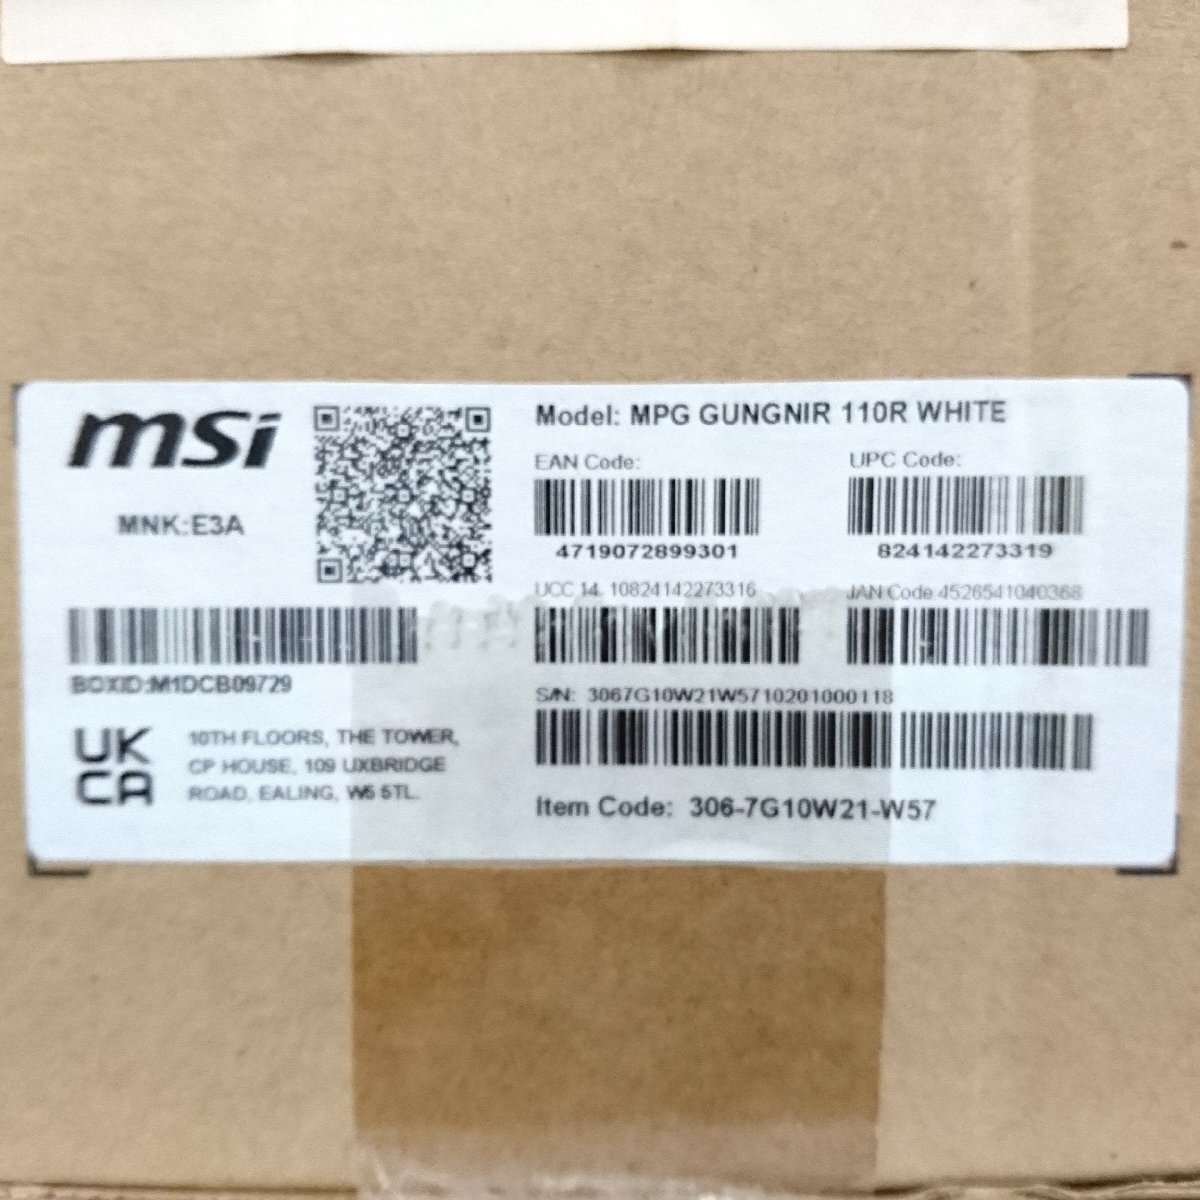 msi
MNK:E3A
Model: MPG GUNGNIR 110R WHITE
EAN Code:
4719072899301
UPC Code:
824142273319
UCC 14. 10824142273316
JAN Code 4526541040368
BOXID:M1DCB09729
S/N: 3067G10W21W5710201000118
UK
CA
10TH FLOORS, THE TOWER,
CP HOUSE, 109 UXBRIDGE
ROAD, EALING, W5 5TL
Item Code: 306-7G10W21-W57